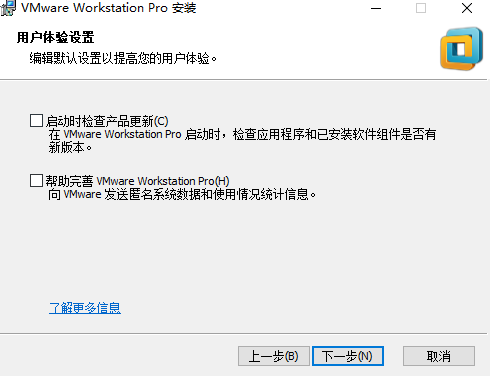 VMware Workstation Pro 安装
用户体验设置
编辑默认设置以提高您的用户体验。
启动时检查产品更新(C)
在 VMware Workstation Pro 启动时，检查应用程序和已安装软件组件是否有
新版本。
帮助完善 VMware Workstation Pro(H)
向 VMware 发送匿名系统数据和使用情况统计信息。
了解更多信息
上一步(B) 下一步(N) 取消